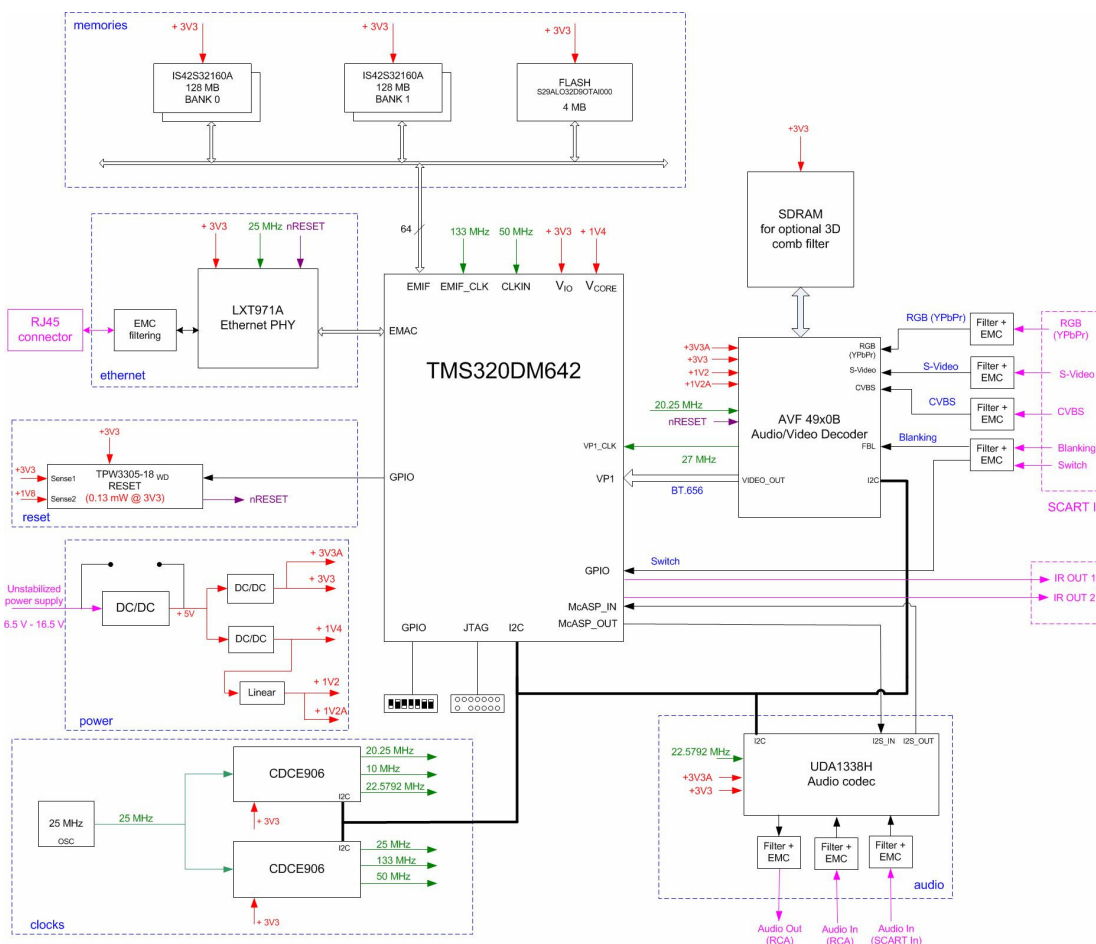 memories
+ 3V3
+ 3V3
+ 3V3
IS42S32160A
128 MB
BANK 0
IS42S32160A
128 MB
BANK 1
FLASH
S29ALO32D9OTAI000
4 MB
64
+3V3
SDRAM
for optional 3D
comb filter
+ 3V3
25 MHz
nRESET
LXT971A
Ethernet PHY
EMC
filtering
RJ45
connector
ethernet
133 MHz
50 MHz
+ 3V3
+ 1V4
EMIF
EMIF_CLK
CLKIN
VIO
VCORE
EMAC
TMS320DM642
VP1_CLK
VP1
GPIO
GPIO
McASP_IN
McASP_OUT
GPIO
JTAG
I2C
+3V3A
+3V3
+1V2
+1V2A
20.25 MHz
nRESET
27 MHz
BT.656
RGB
(YPbPr)
S-Video
CVBS
AVF 49x0B
Audio/Video Decoder
FBL
VIDEO_OUT
I2C
RGB (YPbPr)
S-Video
CVBS
Blanking
Switch
Filter +
EMC
Filter +
EMC
Filter +
EMC
Filter +
EMC
RGB
(YPbPr)
S-Video
CVBS
Blanking
Switch
SCART I
IR OUT 1
IR OUT 2
+3V3
+3V3
+1V8
Sense1
Sense2
TPW3305-18 WD
RESET
(0.13 mW @ 3V3)
nRESET
reset
Unstabilized
power supply
6.5 V - 16.5 V
DC/DC
+ 5V
DC/DC
DC/DC
Linear
+ 3V3A
+ 3V3
+ 1V4
+ 1V2
+ 1V2A
power
25 MHz
OSC
25 MHz
CDCE906
I2C
+ 3V3
20.25 MHz
10 MHz
22.5792 MHz
I2C
CDCE906
+ 3V3
25 MHz
133 MHz
50 MHz
clocks
22.5792 MHz
+3V3A
+3V3
I2C
I2S_IN
I2S_OUT
UDA1338H
Audio codec
Filter +
EMC
Filter +
EMC
Filter +
EMC
audio
Audio Out
(RCA)
Audio In
(RCA)
Audio In
(SCART In)